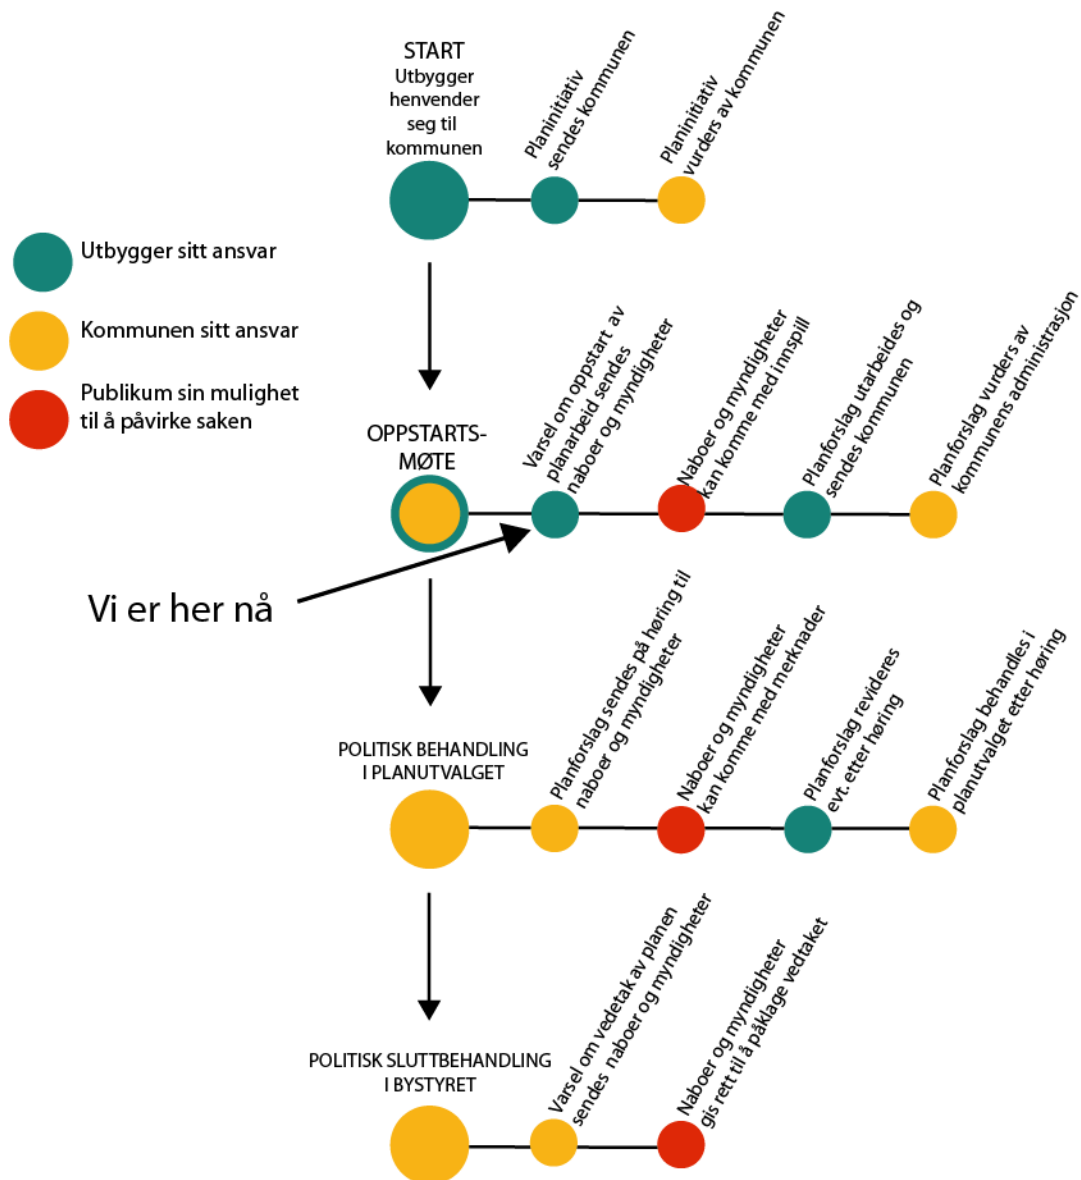 START
Utbygger
henvender
seg til
kommunen
Planinitiativ
sendes kommunen
Planinitiativ
vurders av kommunen
Utbygger sitt ansvar
Kommunen sitt ansvar
Publikum sin mulighet
til å påvirke saken
OPPSTARTS-
MØTE
Varsel om oppstart av
planarbeid sendes
naboer og myndigheter
Naboer og myndigheter
kan komme med innspill
Planforslag utarbeides og
sendes kommunen
Planforslag vurders av
kommunens administrasjon
Vi er her nå
POLITISK BEHANDLING
I PLANUTVALGET
Planforslag sendes på høring til
naboer og myndigheter
Naboer og myndigheter
kan komme med merknader
Planforslag revideres
evt. etter høring
Planforslag behandles i
planutvalget etter høring
POLITISK SLUTTBEHANDLING
I BYSTYRET
Varsel om vedetak av planen
sendes naboer og myndigheter
Naboer og myndigheter
gis rett til å påklage vedtaket